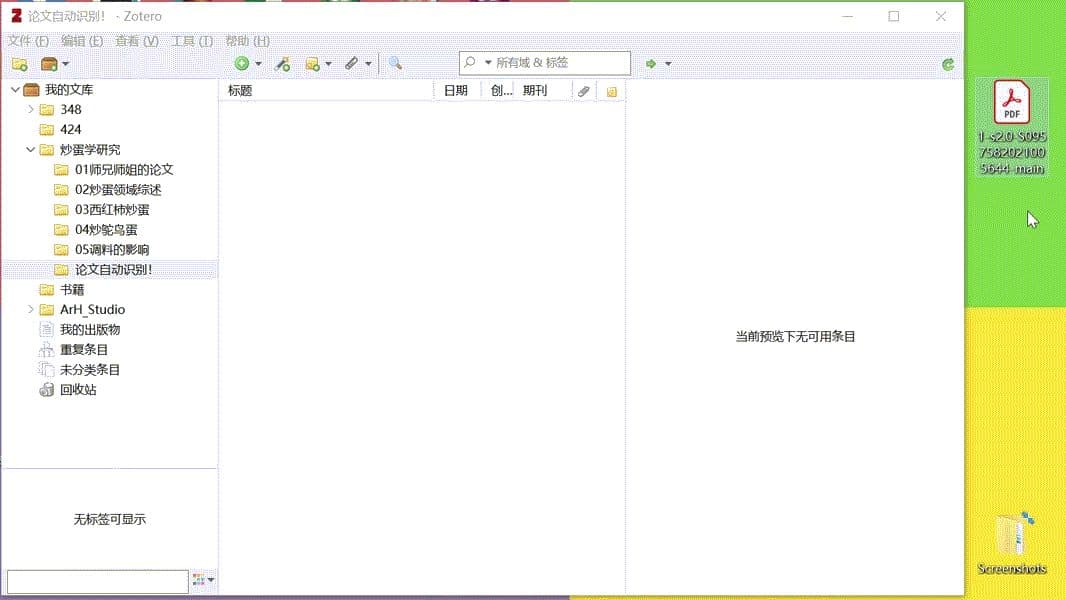 论文自动识别! - Zotero
文件 (F) 编辑 (E) 查看 (V) 工具 (T) 帮助 (H)
所有域 & 标签
我的文库
348
424
炒蛋学研究
01师兄师姐的论文
02炒蛋领域综述
03西红柿炒蛋
04炒鸵鸟蛋
05调料的影响
论文自动识别!
书籍
ArH_Studio
我的出版物
重复条目
未分类条目
回收站
无标签可显示
标题 日期 创... 期刊
当前预览下无可用条目
PDF
1-s2.0-S095
758202100
5644-main
Screenshots